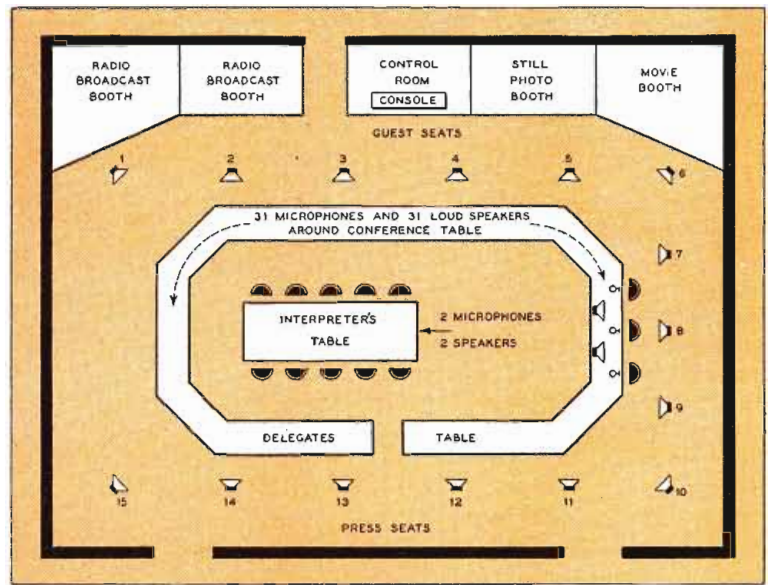 RADIO
BROADCAST
BOOTH
RADIO
BROADCAST
BOOTH
CONTROL
ROOM
CONSOLE
STILL
PHOTO
BOOTH
MOVIE
BOOTH
GUEST SEATS
1
2
3
4
5
6
31 MICROPHONES AND 31 LOUD SPEAKERS
AROUND CONFERENCE TABLE
7
INTERPRETER'S
TABLE
2 MICROPHONES
2 SPEAKERS
8
9
DELEGATES
TABLE
15
14
13
12
11
10
PRESS SEATS